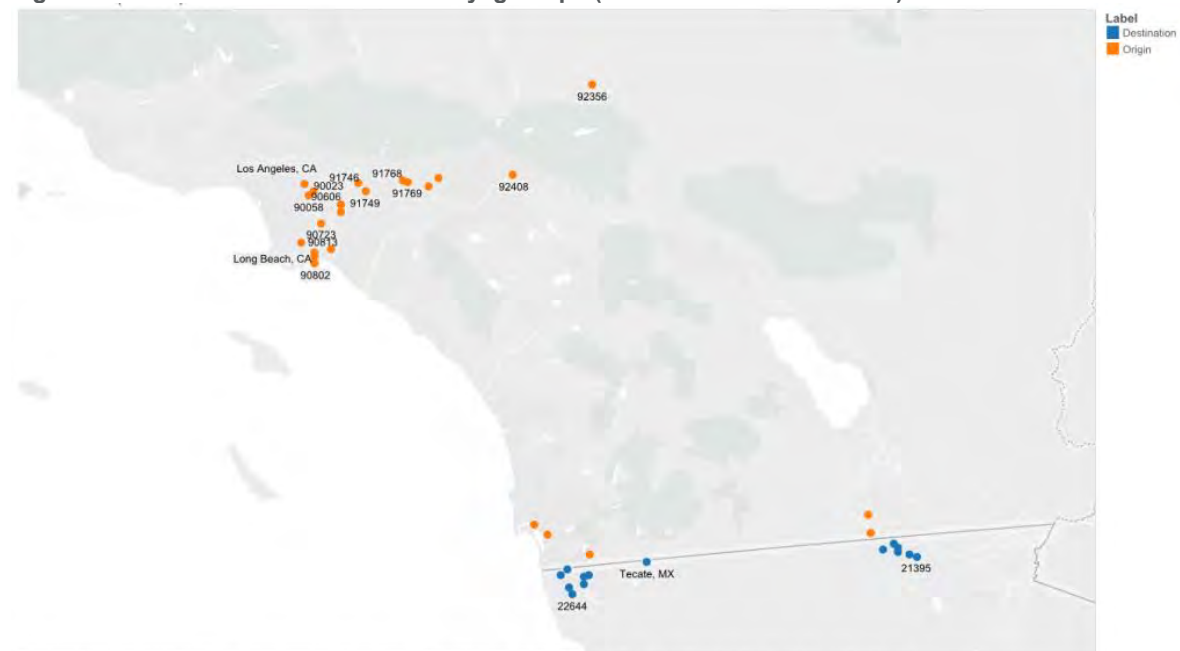 Label
Destination
Origin
92356
Los Angeles, CA
91746
91768
92408
90023
90606
91769
91749
90058
90723
90813
Long Beach, CA
90802
Tecate, MX
21395
22644